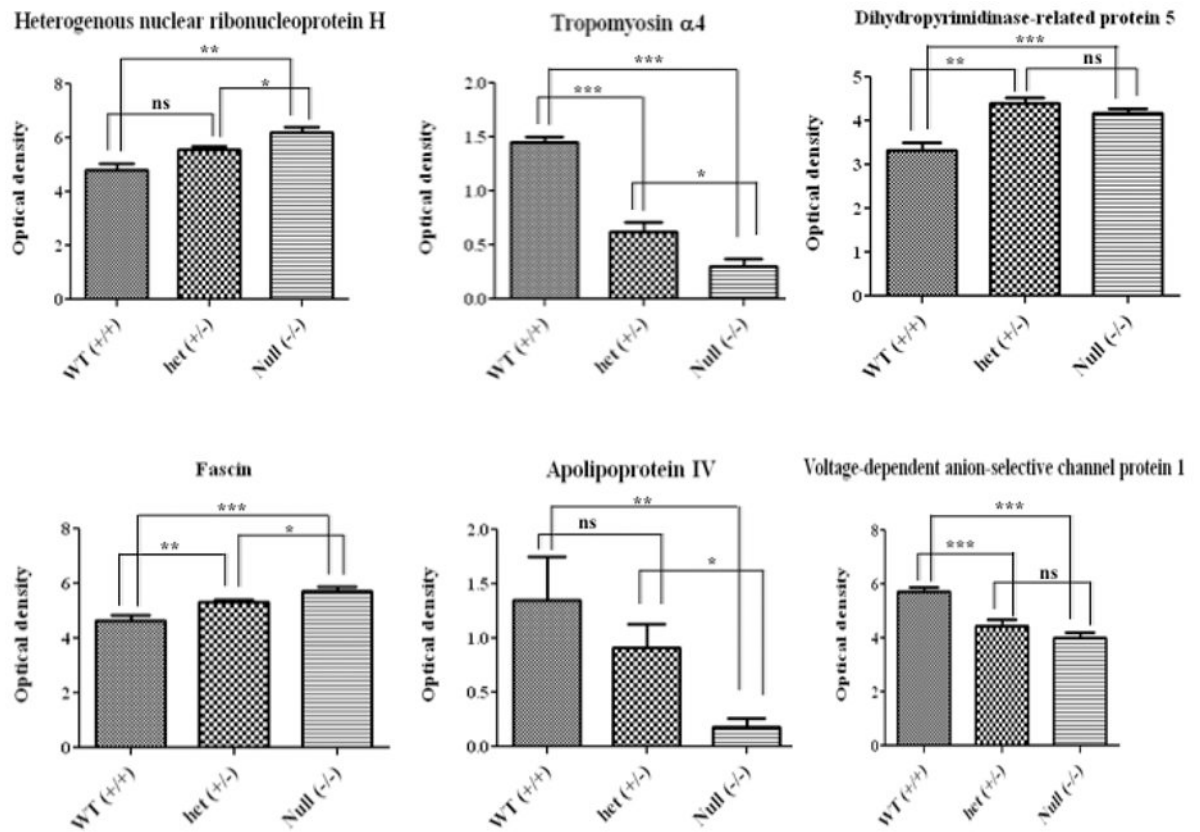 Heterogenous nuclear ribonucleoprotein H
**
ns
*
8
6
4
2
0
Optical density
WT (+/+)
het (+/-)
Null (-/-)
Tropomyosin α4
***
***
*
2.0
1.5
1.0
0.5
0.0
Optical density
WT (+/+)
het (+/-)
Null (-/-)
Dihydropyrimidinase-related protein 5
***
**
ns
5
4
3
2
1
0
Optical density
WT (+/+)
het (+/-)
Null (-/-)
Fascin
***
**
*
8
6
4
2
0
Optical density
WT (+/+)
het (+/-)
Null (-/-)
Apolipoprotein IV
**
ns
*
2.0
1.5
1.0
0.5
0.0
Optical density
WT (+/+)
het (+/-)
Null (-/-)
Voltage-dependent anion-selective channel protein 1
***
***
ns
8
6
4
2
0
Optical density
WT (+/+)
het (+/-)
Null (-/-)